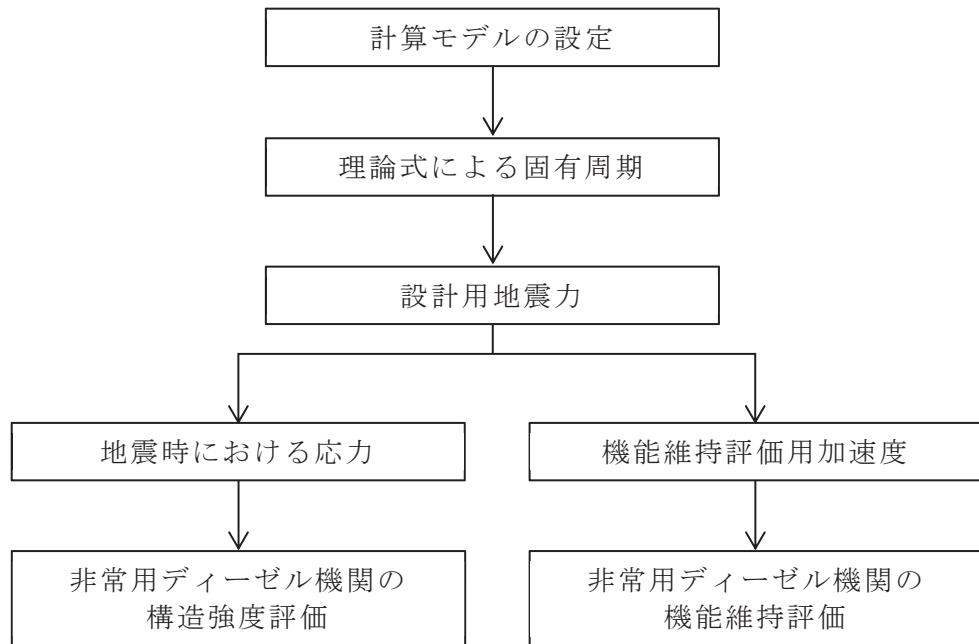 計算モデルの設定
理論式による固有周期
設計用地震力
地震時における応力
機能維持評価用加速度
非常用ディーゼル機関の
構造強度評価
非常用ディーゼル機関の
機能維持評価